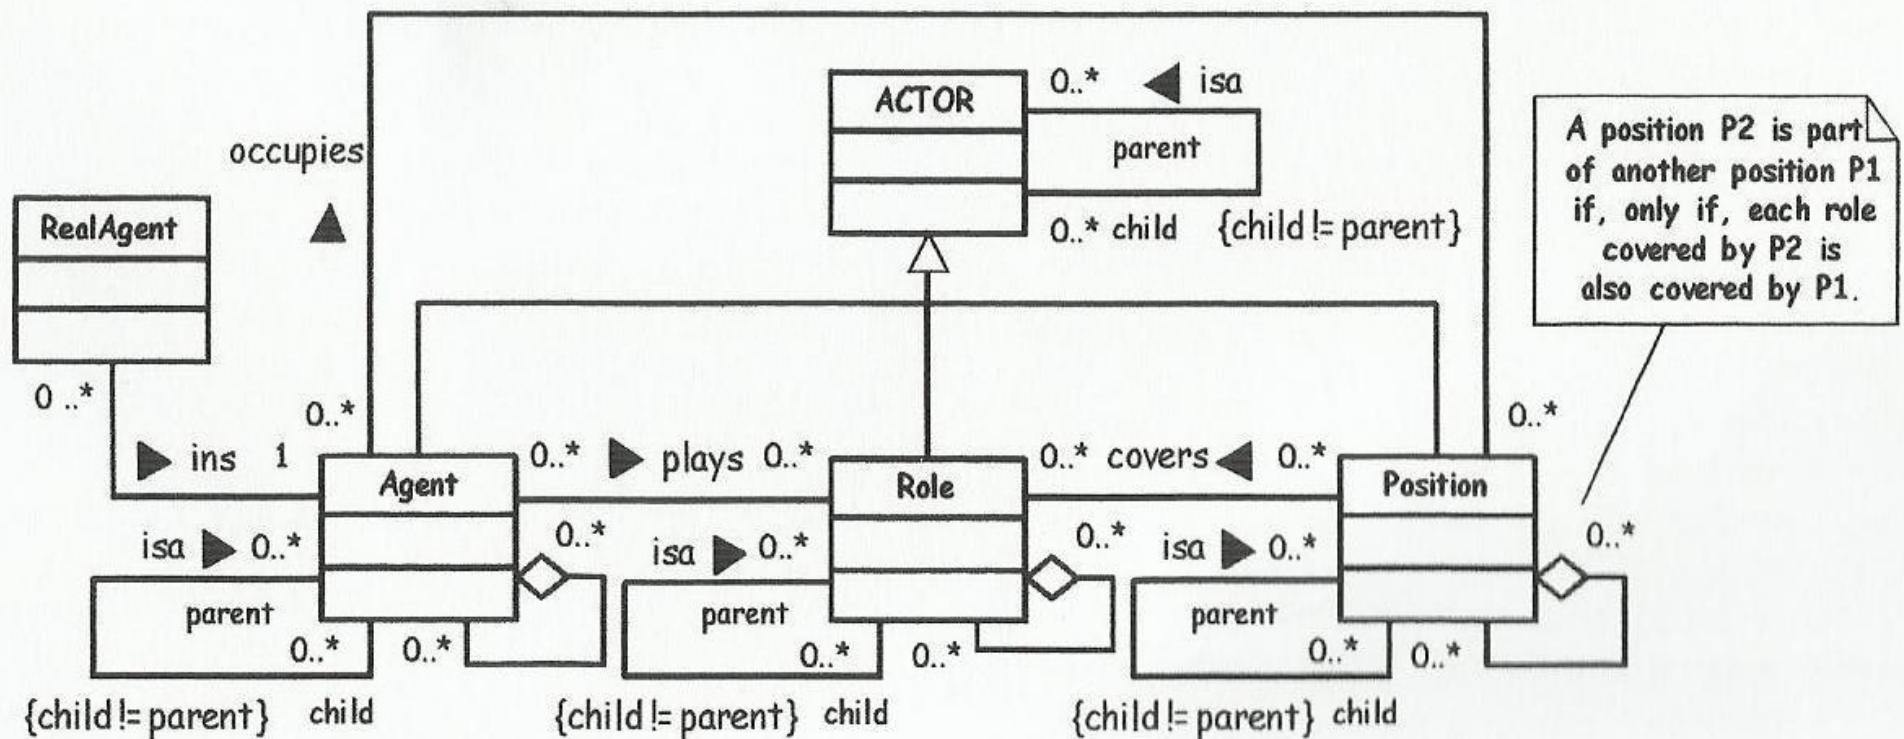 0..* isa
ACTOR
parent
0..* child {child != parent}
occupies
RealAgent
A position P2 is part
of another position P1
if, only if, each role
covered by P2 is
also covered by P1.
0 ..*
0..*
0..*
ins 1
0..* plays 0..*
0..* covers 0..*
Agent
Role
Position
isa 0..*
0..*
isa 0..*
0..*
isa 0..*
0..*
parent
parent
parent
0..* 0..*
0..* 0..*
0..* 0..*
{child != parent} child
{child != parent} child
{child != parent} child